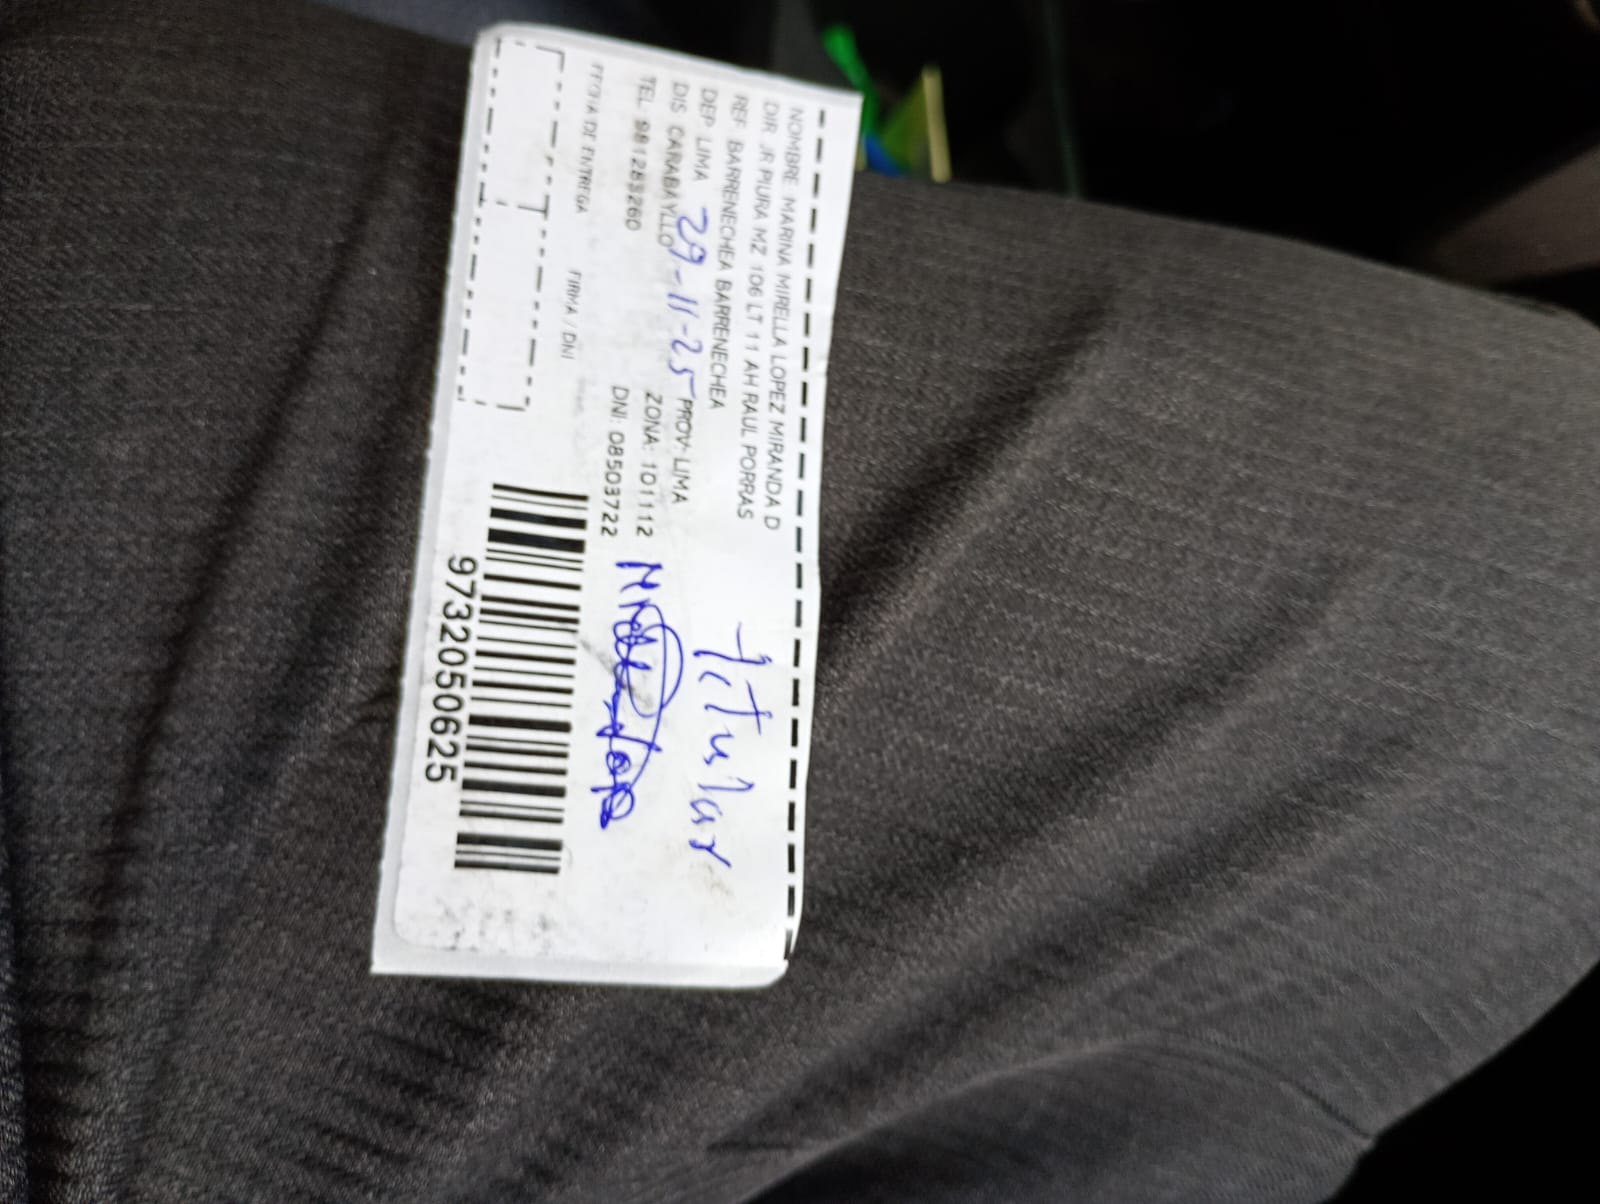 NOMBRE: MARINA MIRELLA LOPEZ MIRANDA D
DIR: JR PIURA MZ 106 LT 11 AH RAUL PORRAS
REF: BARRENECHEA BARRENECHEA
DEP: LIMA PROV: LIMA
DIS: CARABAYLLO ZONA: 101112
TEL: 981283260 DNI: 08503722
29-11-25
Titular
FECHA DE ENTREGA FIRMA / DNI
9732050625